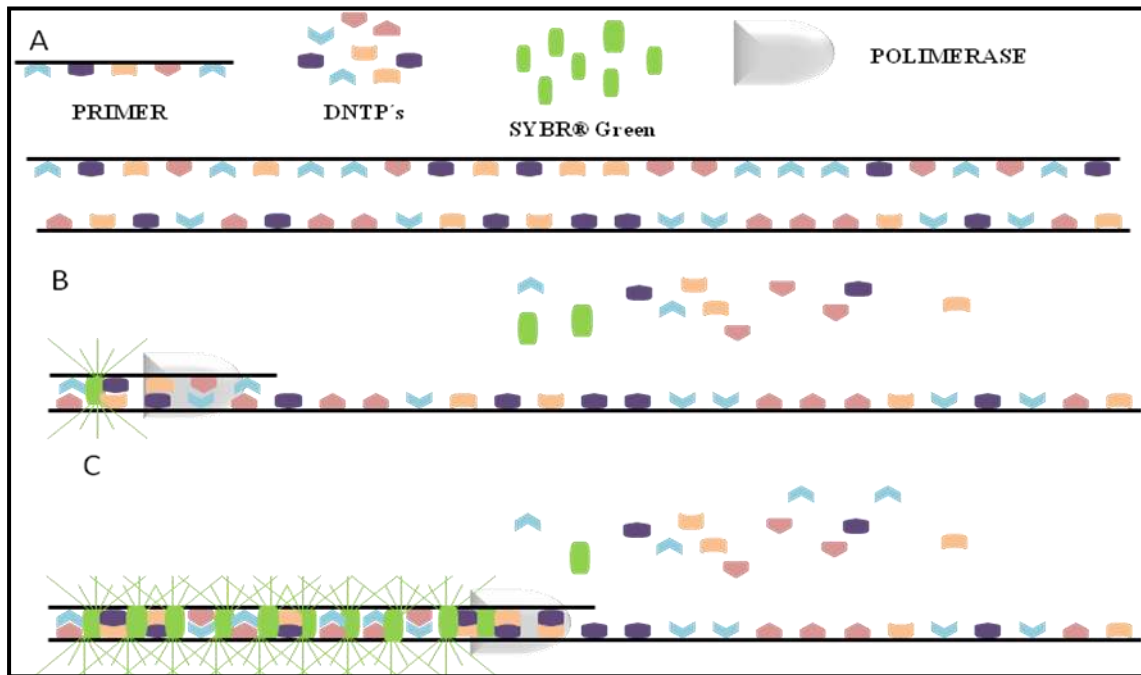 A
PRIMER
DNTP´s
SYBR® Green
POLIMERASE
B
C